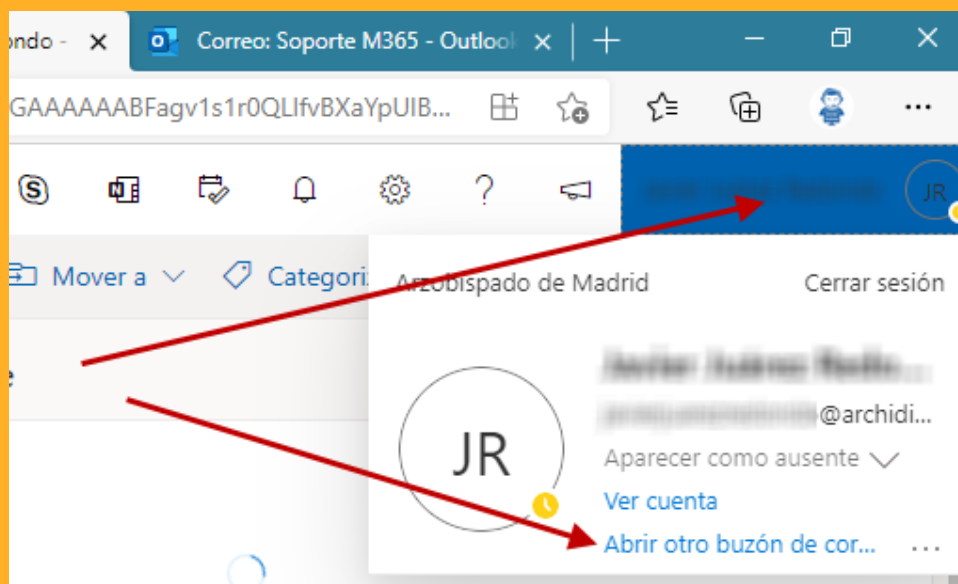 ondo -
Correo: Soporte M365 - Outlool
GAAAAAABFagv1s1r0QLIfvBXaYpUIB...
Mover a
Categori
JR
Arzobispado de Madrid
Cerrar sesión
JR
@archidi...
Aparecer como ausente
Ver cuenta
Abrir otro buzón de cor...